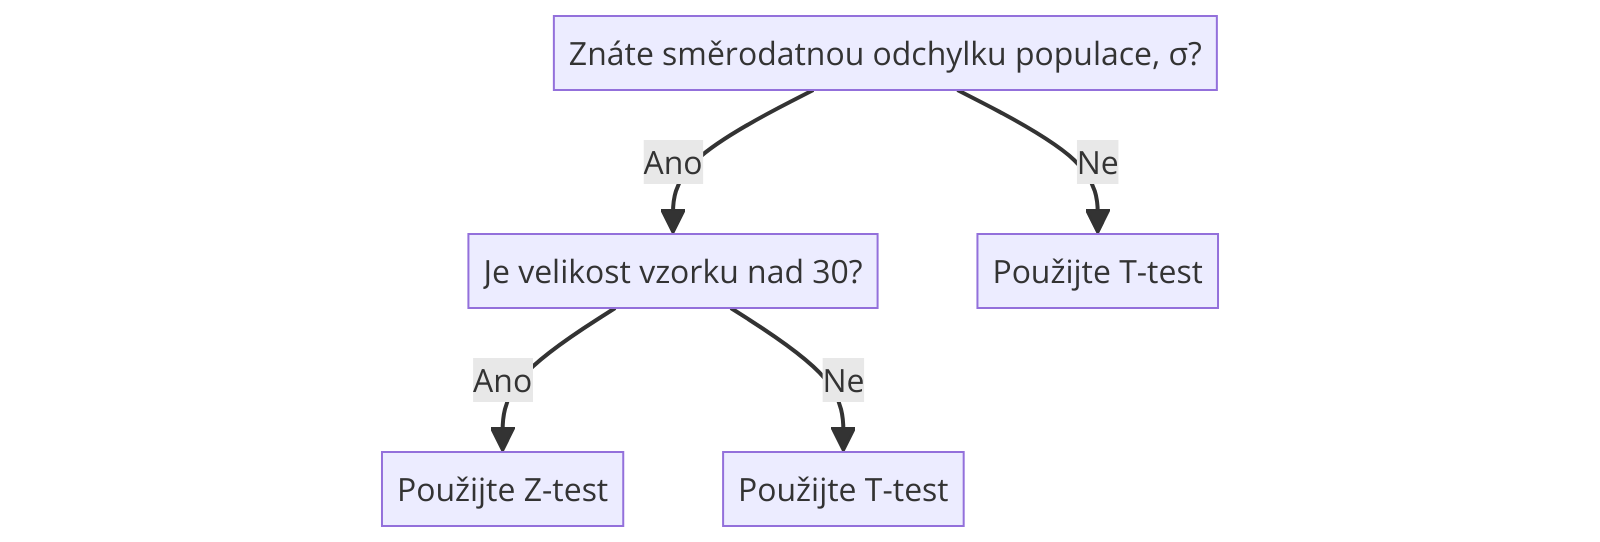 Znáte směrodatnou odchylku populace, σ?
Ano
Ne
Je velikost vzorku nad 30?
Použijte T-test
Ano
Ne
Použijte Z-test
Použijte T-test